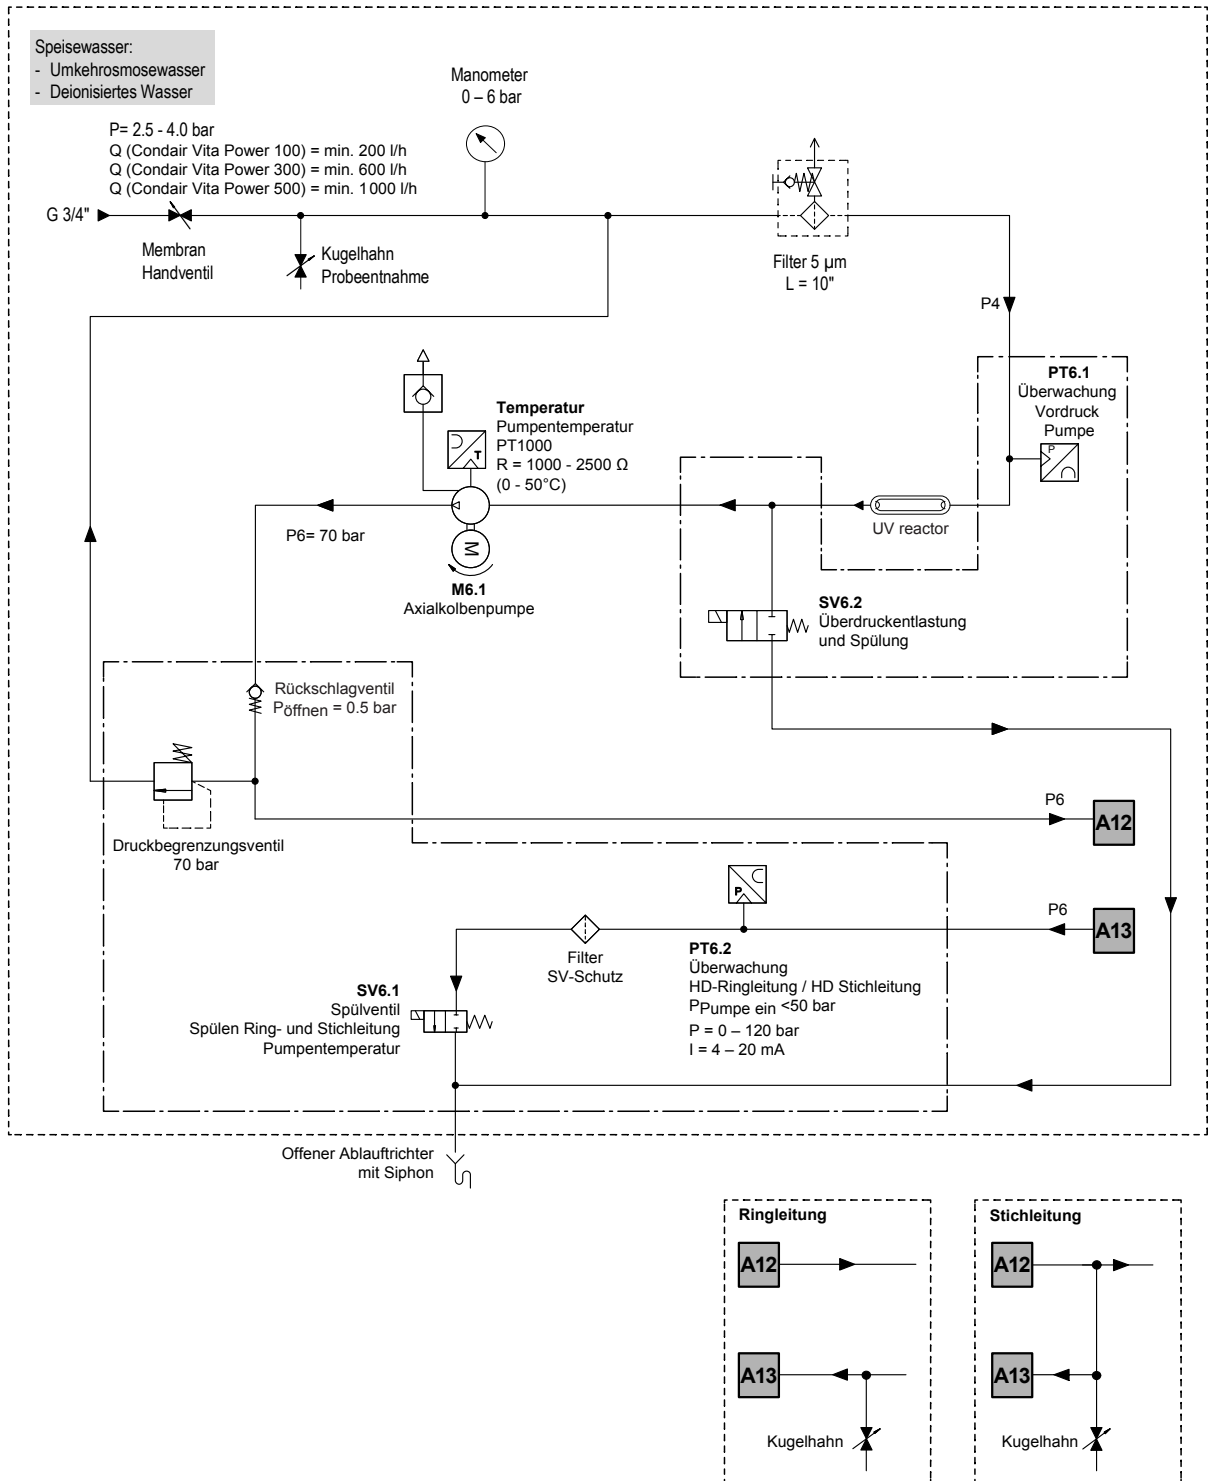 Speisewasser:
- Umkehrosmosewasser
- Deionisiertes Wasser
P= 2.5 - 4.0 bar
Q (Condair Vita Power 100) = min. 200 l/h
Q (Condair Vita Power 300) = min. 600 l/h
Q (Condair Vita Power 500) = min. 1000 l/h
G 3/4"
Membran
Handventil
Kugelhahn
Probeentnahme
Manometer
0 – 6 bar
Filter 5 µm
L = 10"
P4
PT6.1
Überwachung
Vordruck
Pumpe
P
UV reactor
Temperatur
Pumpentemperatur
PT1000
R = 1000 - 2500 Ω
(0 - 50°C)
T
P6= 70 bar
M
M6.1
Axialkolbenpumpe
SV6.2
Überdruckentlastung
und Spülung
Rückschlagventil
Pöffnen = 0.5 bar
Druckbegrenzungsventil
70 bar
P6
A12
P6
A13
P
PT6.2
Überwachung
HD-Ringleitung / HD Stichleitung
PPumpe ein <50 bar
P = 0 – 120 bar
I = 4 – 20 mA
Filter
SV-Schutz
SV6.1
Spülventil
Spülen Ring- und Stichleitung
Pumpentemperatur
Offener Ablauftrichter
mit Siphon
Ringleitung
A12
A13
Kugelhahn
Stichleitung
A12
A13
Kugelhahn